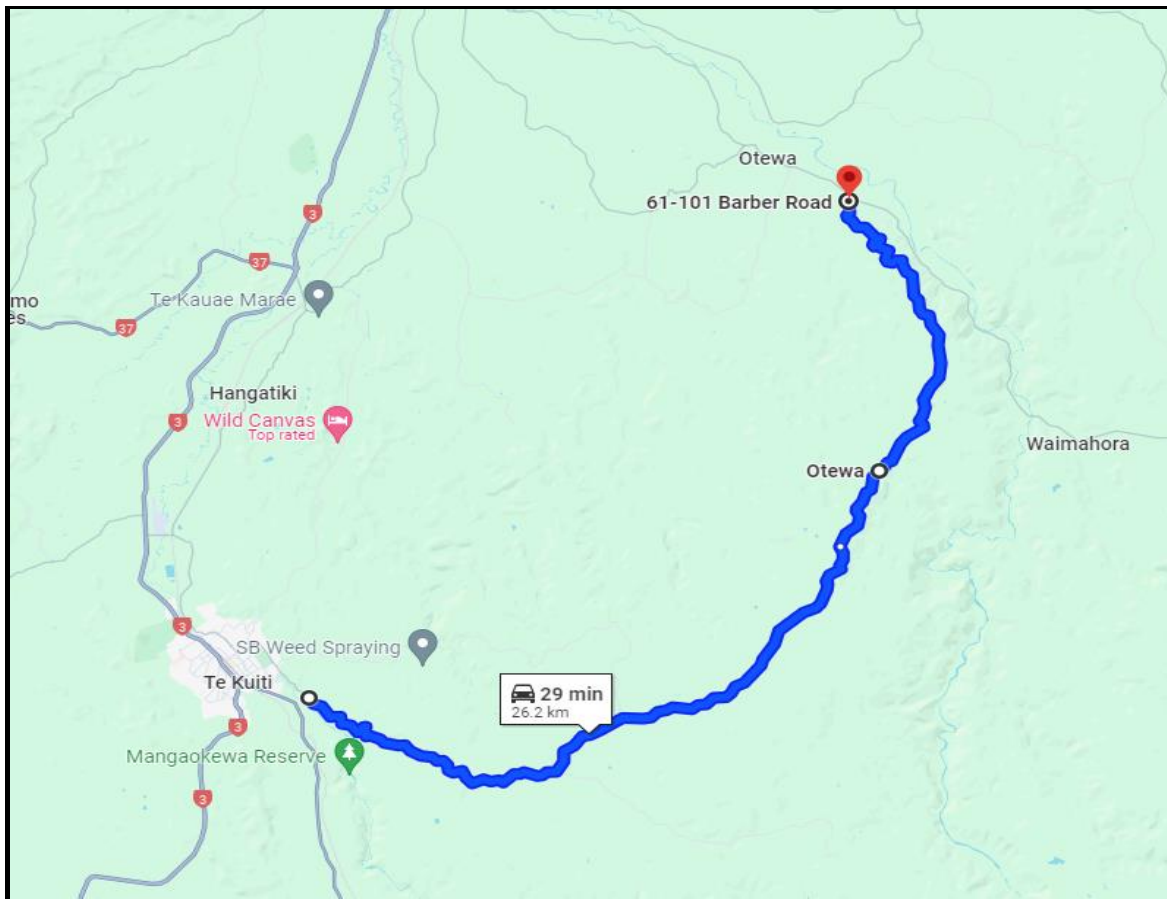 Otewa
61-101 Barber Road
3
37
Te Kauae Marae
mo
es
37
Hangatiki
3
Wild Canvas
Top rated
Waimahora
Otewa
3
SB Weed Spraying
Te Kuiti
29 min
26.2 km
3
Mangaokewa Reserve
3